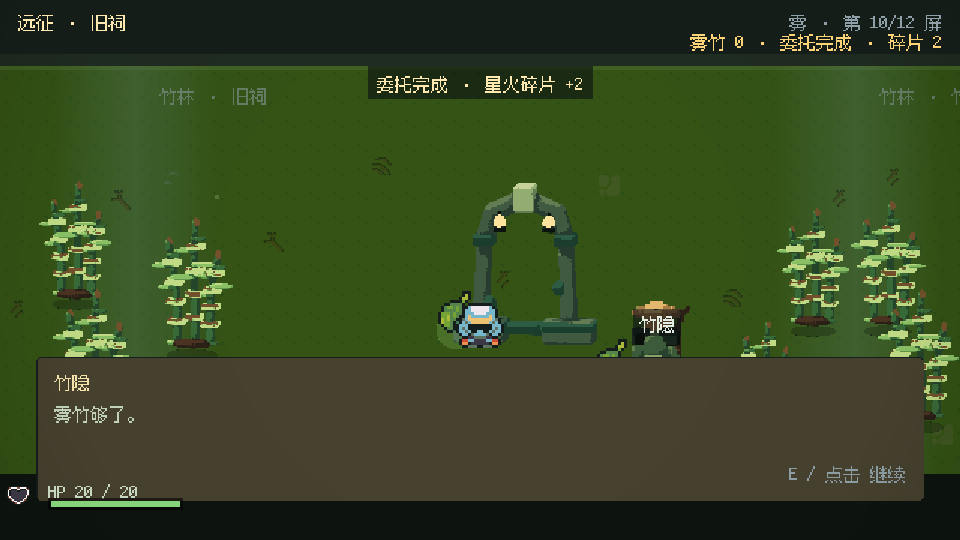 远征 · 旧祠
雾 · 第 10/12 屏
雾竹 0 · 委托完成 · 碎片 2
委托完成 · 星火碎片 +2
竹林 · 旧祠
竹林 ·
竹隐
竹隐
雾竹够了。
E / 点击 继续
HP 20 / 20